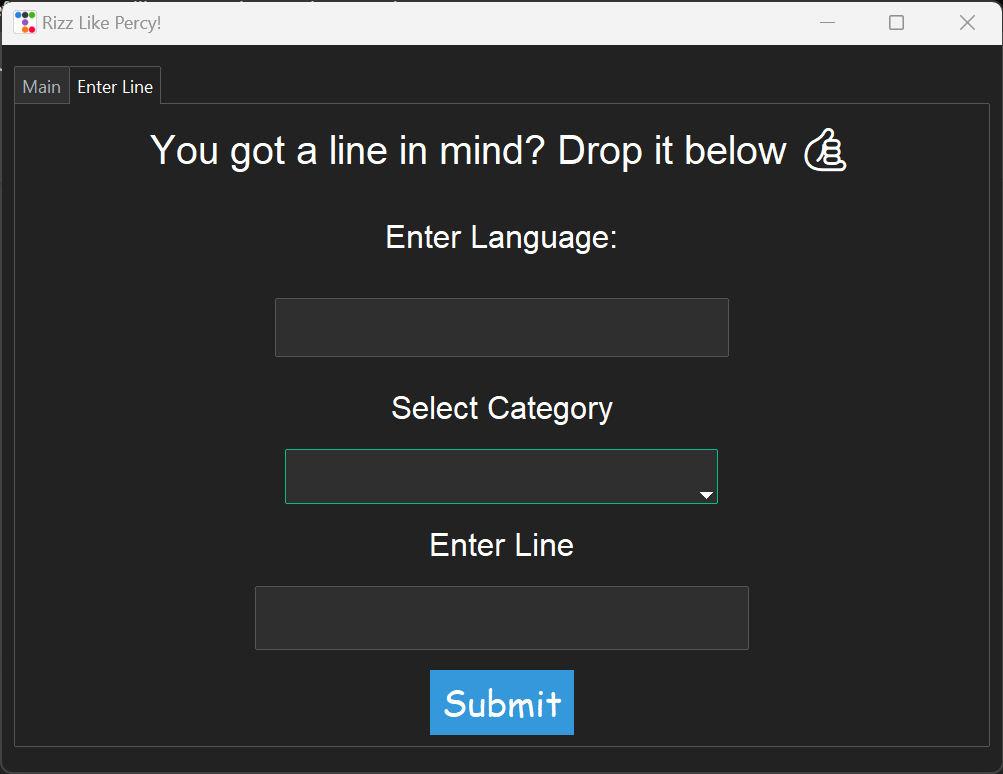 Rizz Like Percy!
Main
Enter Line
You got a line in mind? Drop it below 🤙
Enter Language:
Select Category
Enter Line
Submit